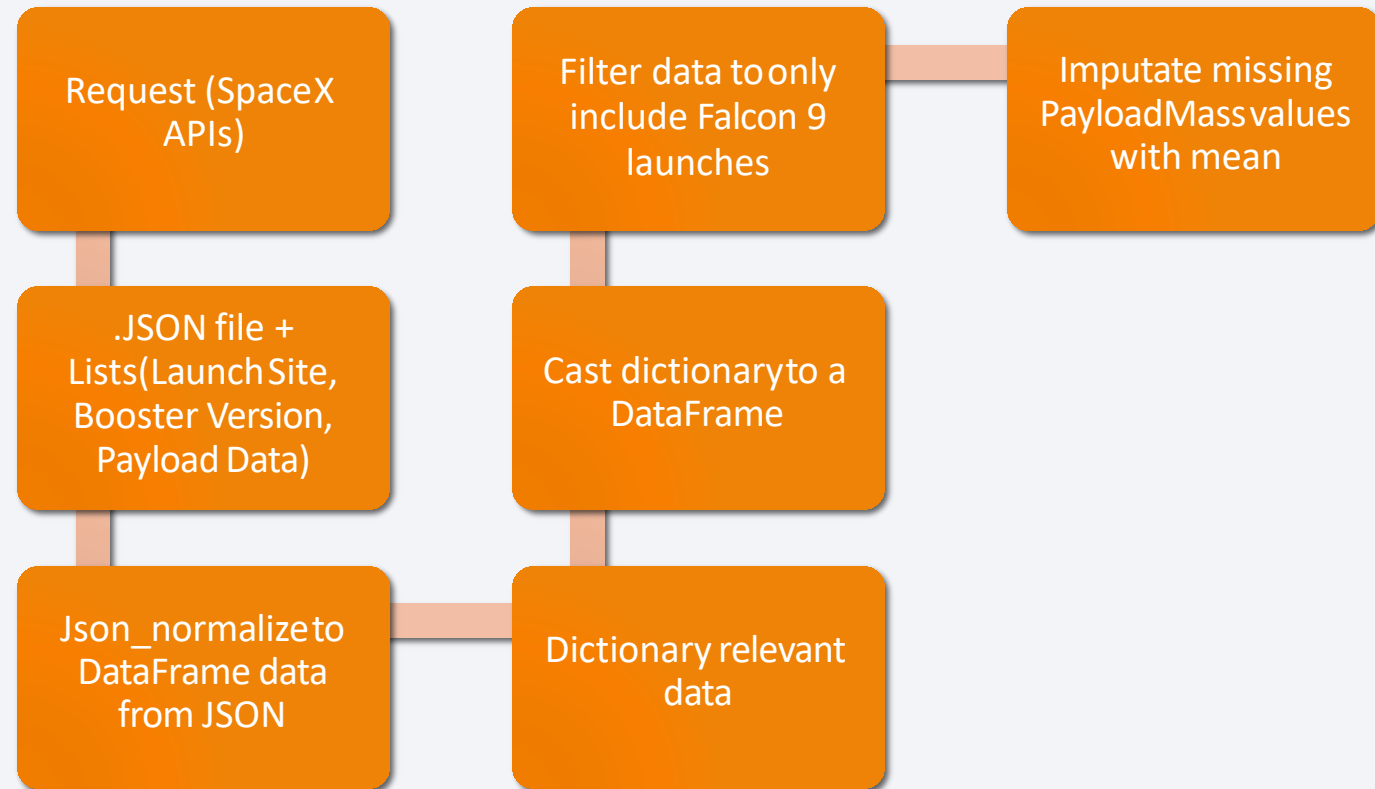 Request (SpaceX
APIs)
.JSON file +
Lists(Launch Site,
Booster Version,
Payload Data)
Json_normalize to
DataFrame data
from JSON
Dictionary relevant
data
Cast dictionary to a
DataFrame
Filter data to only
include Falcon 9
launches
Imputate missing
PayloadMass values
with mean